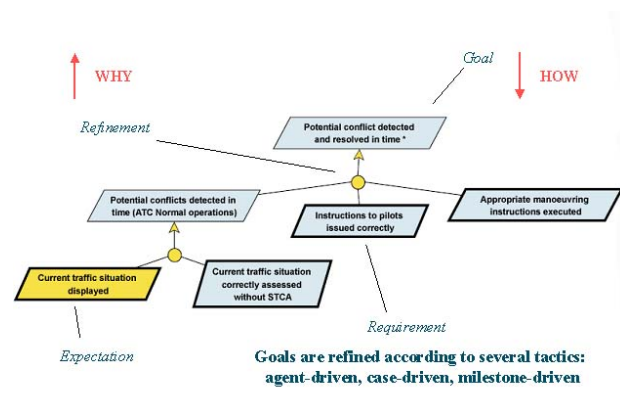 Goal
WHY
HOW
Potential conflict detected
and resolved in time *
Refinement
Potential conflicts detected in
time (ATC Normal operations)
Instructions to pilots
issued correctly
Appropriate manoeuvring
instructions executed
Current traffic situation
displayed
Current traffic situation
correctly assessed
without STCA
Requirement
Expectation
Goals are refined according to several tactics:
agent-driven, case-driven, milestone-driven